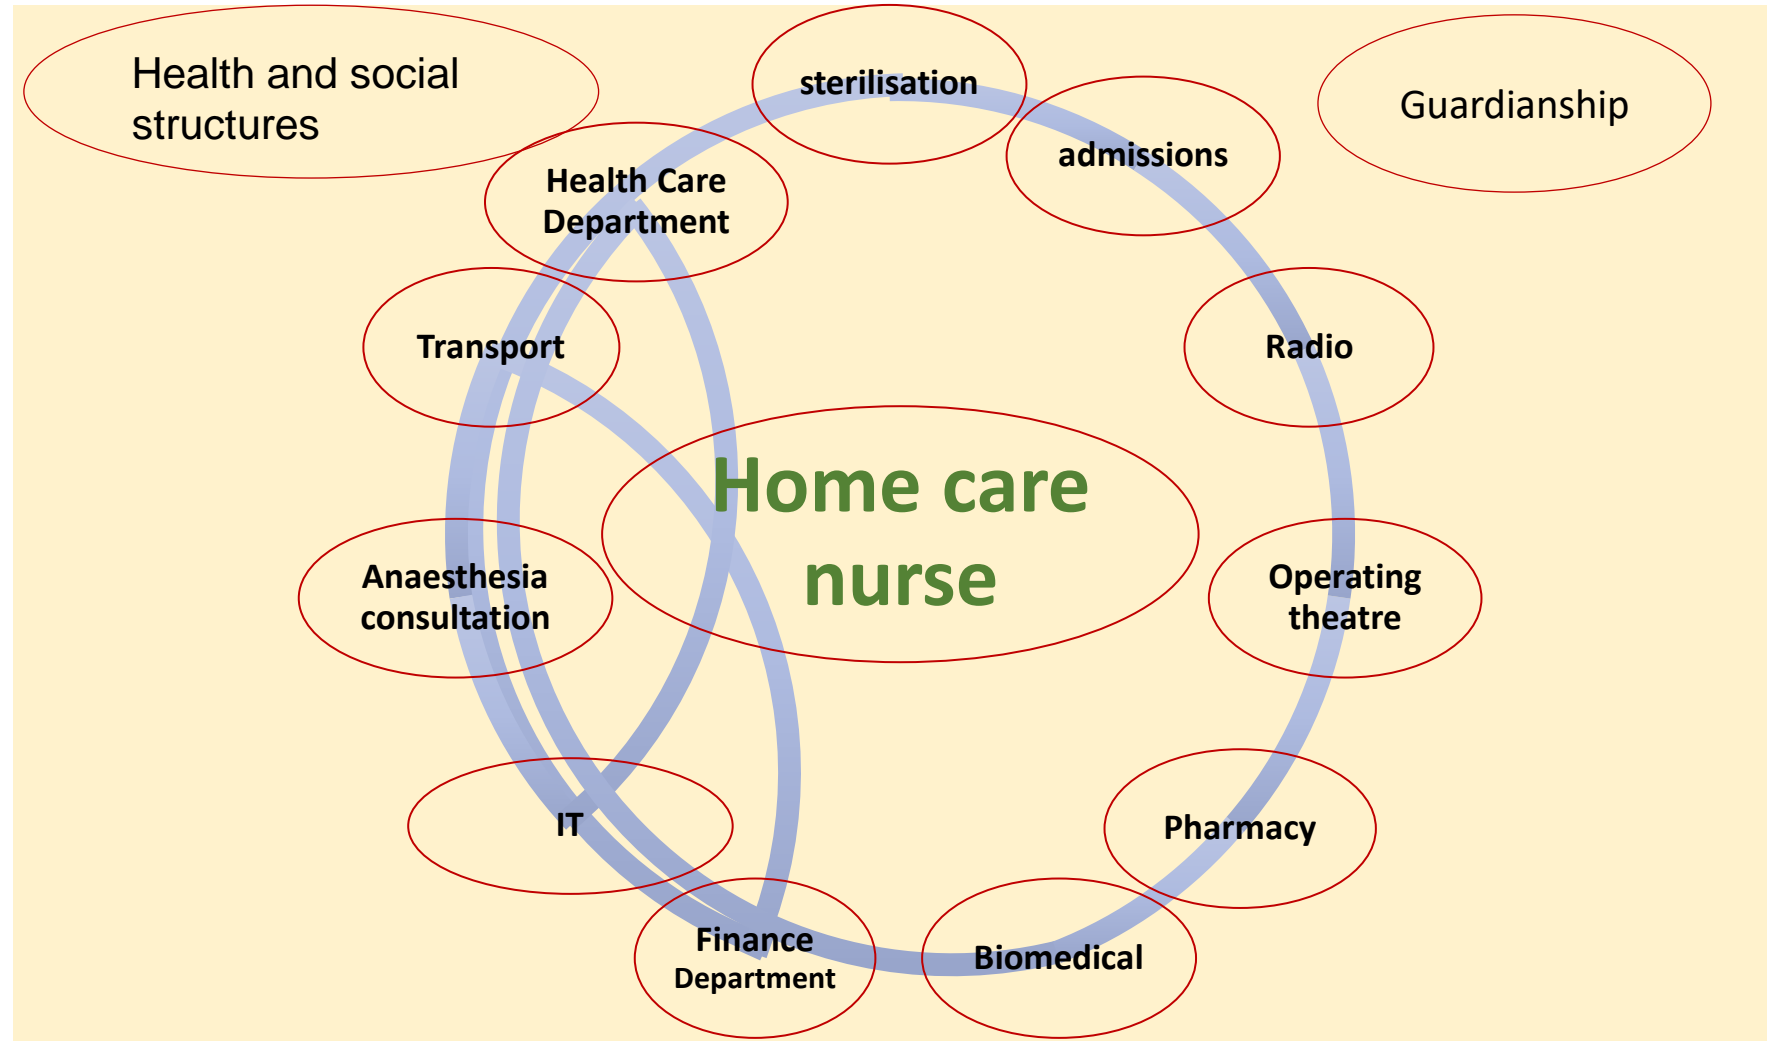 Health and social
structures
sterilisation
Guardianship
admissions
Health Care
Department
Transport
Radio
Home care
nurse
Anaesthesia
consultation
Operating
theatre
IT
Pharmacy
Finance
Department
Biomedical